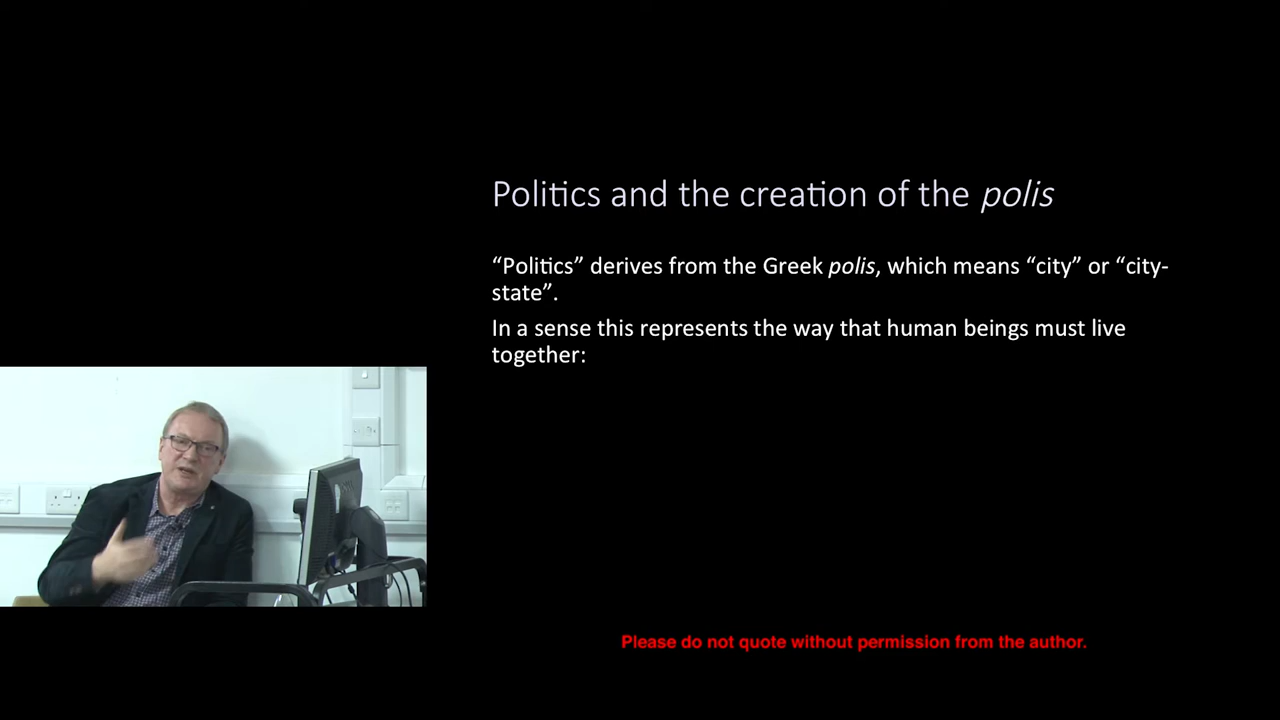 Politics and the creation of the polis
“Politics” derives from the Greek polis, which means “city” or “city-
state”.
In a sense this represents the way that human beings must live
together:
Please do not quote without permission from the author.